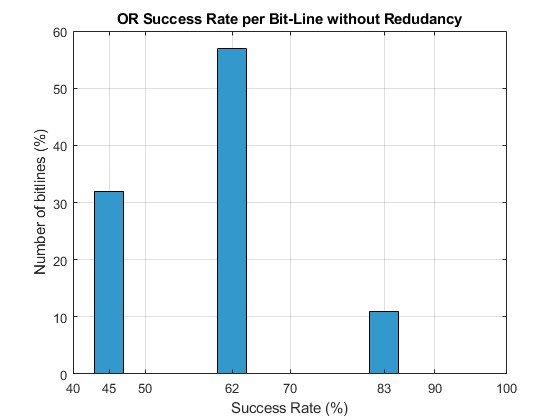 OR Success Rate per Bit-Line without Redudancy
Number of bitlines (%)
60
50
40
30
20
10
0
40 45 50 62 70 83 90 100
Success Rate (%)